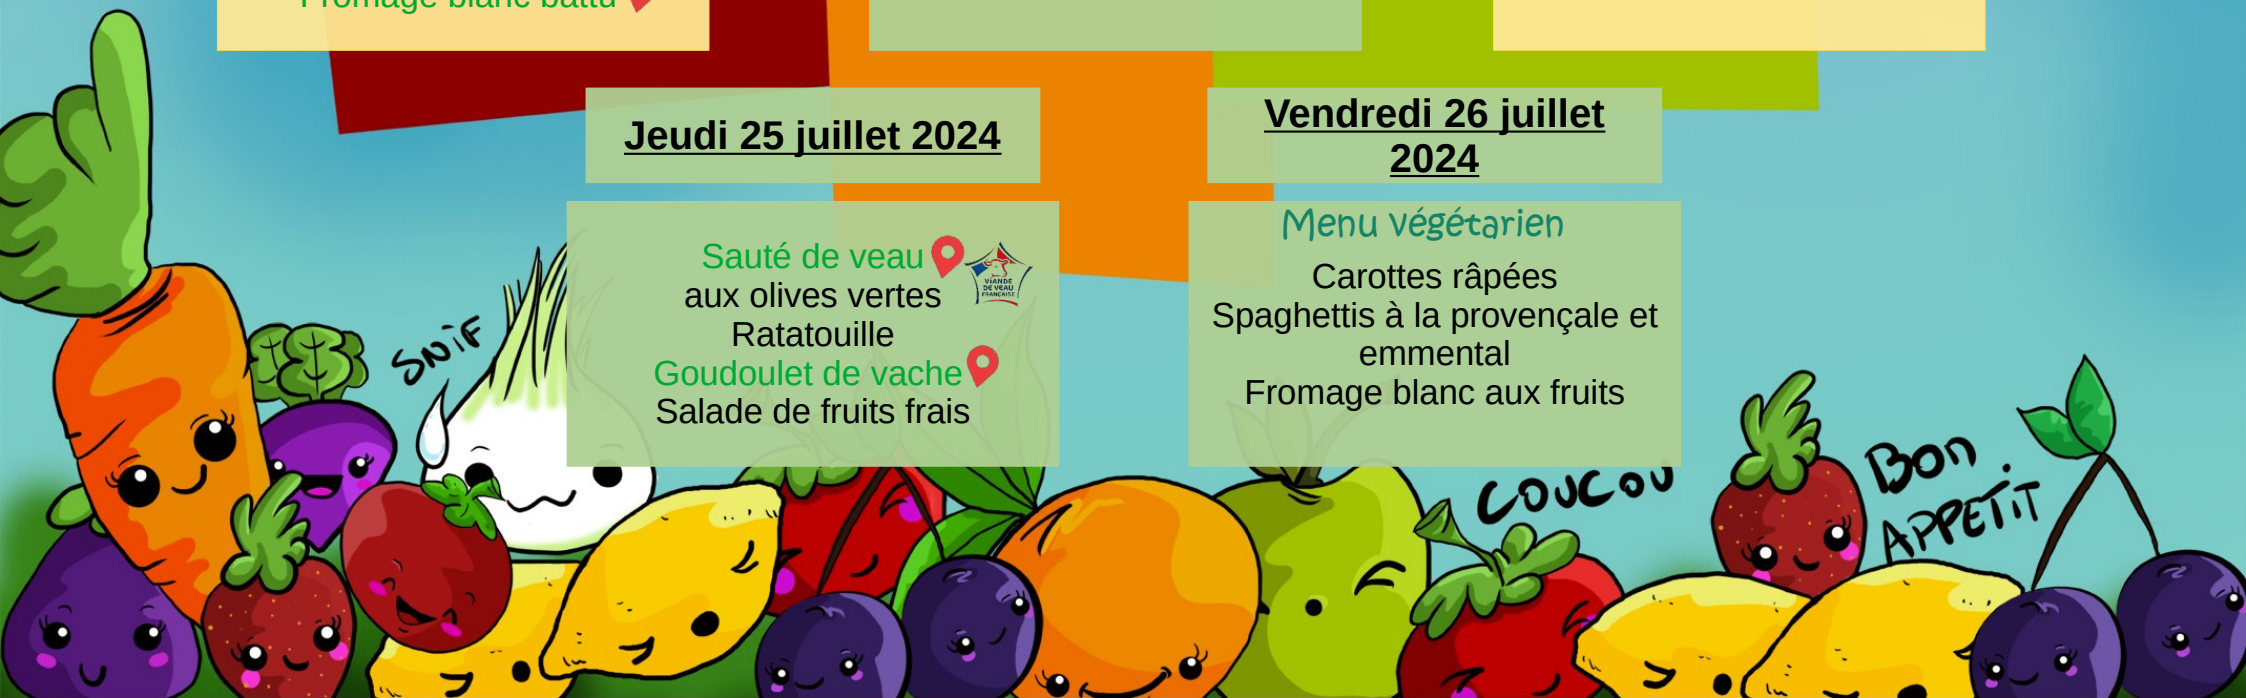 Fromage blanc battu
Jeudi 25 juillet 2024
Vendredi 26 juillet
2024
Sauté de veau
aux olives vertes
Ratatouille
Goudoulet de vache
Salade de fruits frais
VIANDE
DE VEAU
FRANÇAISE
Menu végétarien
Carottes râpées
Spaghettis à la provençale et
emmental
Fromage blanc aux fruits
SNIF
COUCOU
BON
APPETIT